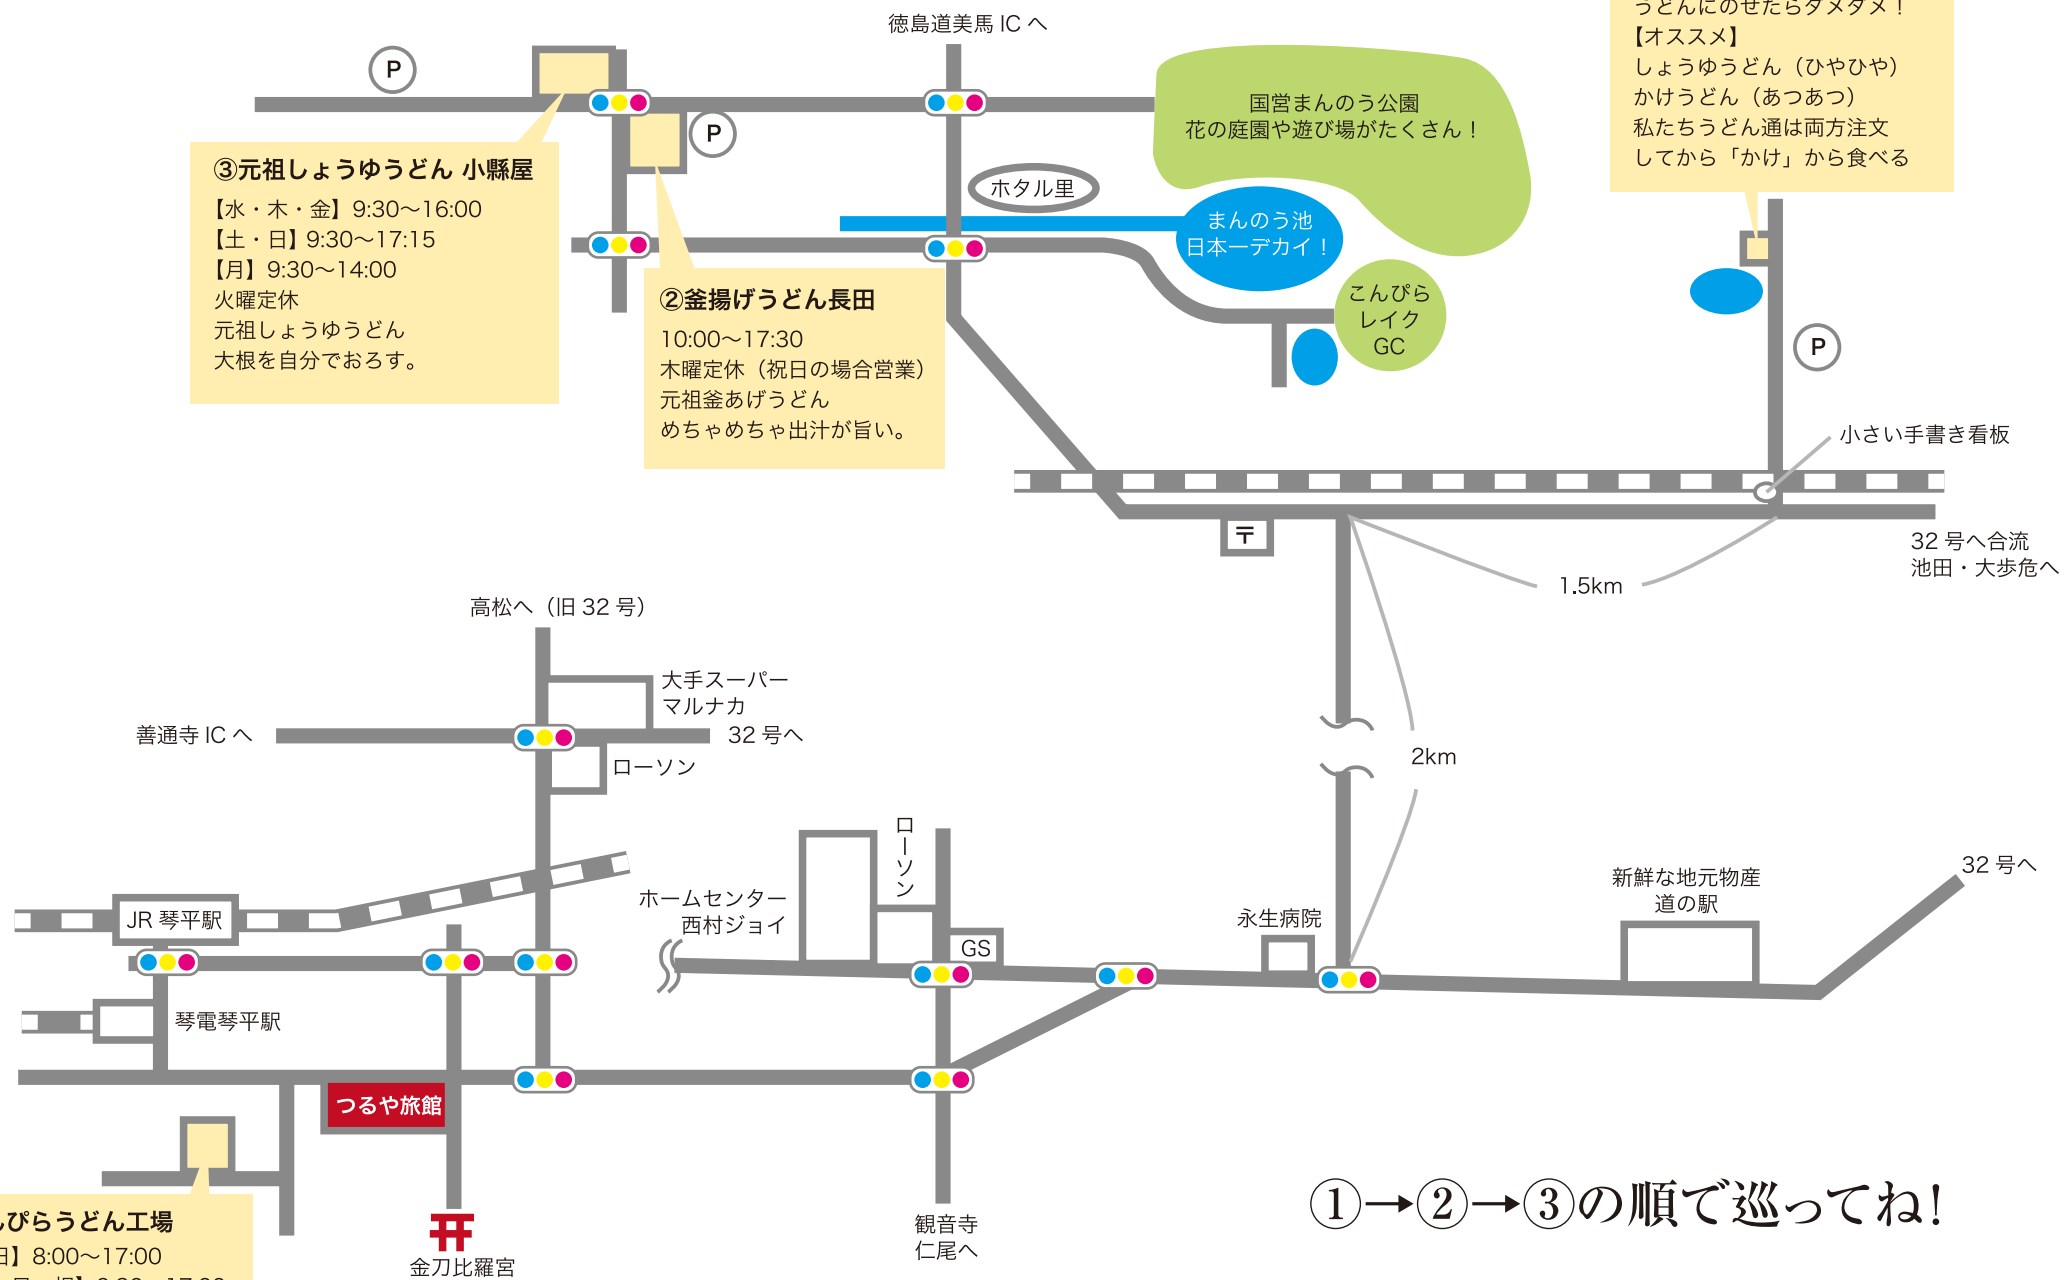 徳島道美馬 IC へ
うどんにのせたらダメダメ！
【オススメ】
しょうゆうどん（ひやひや）
かけうどん（あつあつ）
私たちうどん通は両方注文
してから「かけ」から食べる
P
国営まんのう公園
花の庭園や遊び場がたくさん！
P
③元祖しょうゆうどん 小縣屋
【水・木・金】9:30〜16:00
【土・日】9:30〜17:15
【月】9:30〜14:00
火曜定休
元祖しょうゆうどん
大根を自分でおろす。
ホタル里
まんのう池
日本一デカイ！
②釜揚げうどん長田
10:00〜17:30
木曜定休（祝日の場合営業）
元祖釜あげうどん
めちゃめちゃ出汁が旨い。
こんぴら
レイク
GC
P
小さい手書き看板
〒
32 号へ合流
池田・大歩危へ
1.5km
高松へ（旧 32 号）
大手スーパー
マルナカ
善通寺 IC へ
32 号へ
ローソン
2km
ローソン
ホームセンター
西村ジョイ
GS
永生病院
新鮮な地元物産
道の駅
32 号へ
JR 琴平駅
琴電琴平駅
つるや旅館
んぴらうどん工場
日】8:00〜17:00
金刀比羅宮
観音寺
仁尾へ
①→②→③の順で巡ってね!